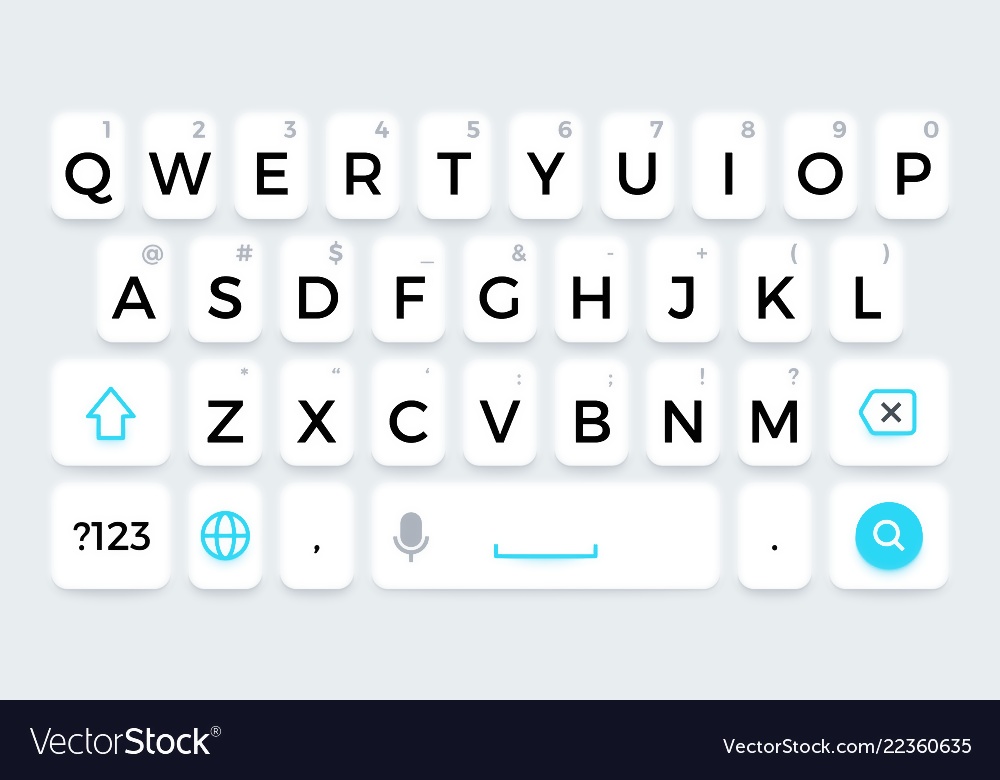 1 2 3 4 5 6 7 8 9 0
Q W E R T Y U I O P
@ # $ _ & - + ( )
A S D F G H J K L
* “ ‘ : ; ! ?
Z X C V B N M
?123 , .
VectorStock®
VectorStock.com/22360635